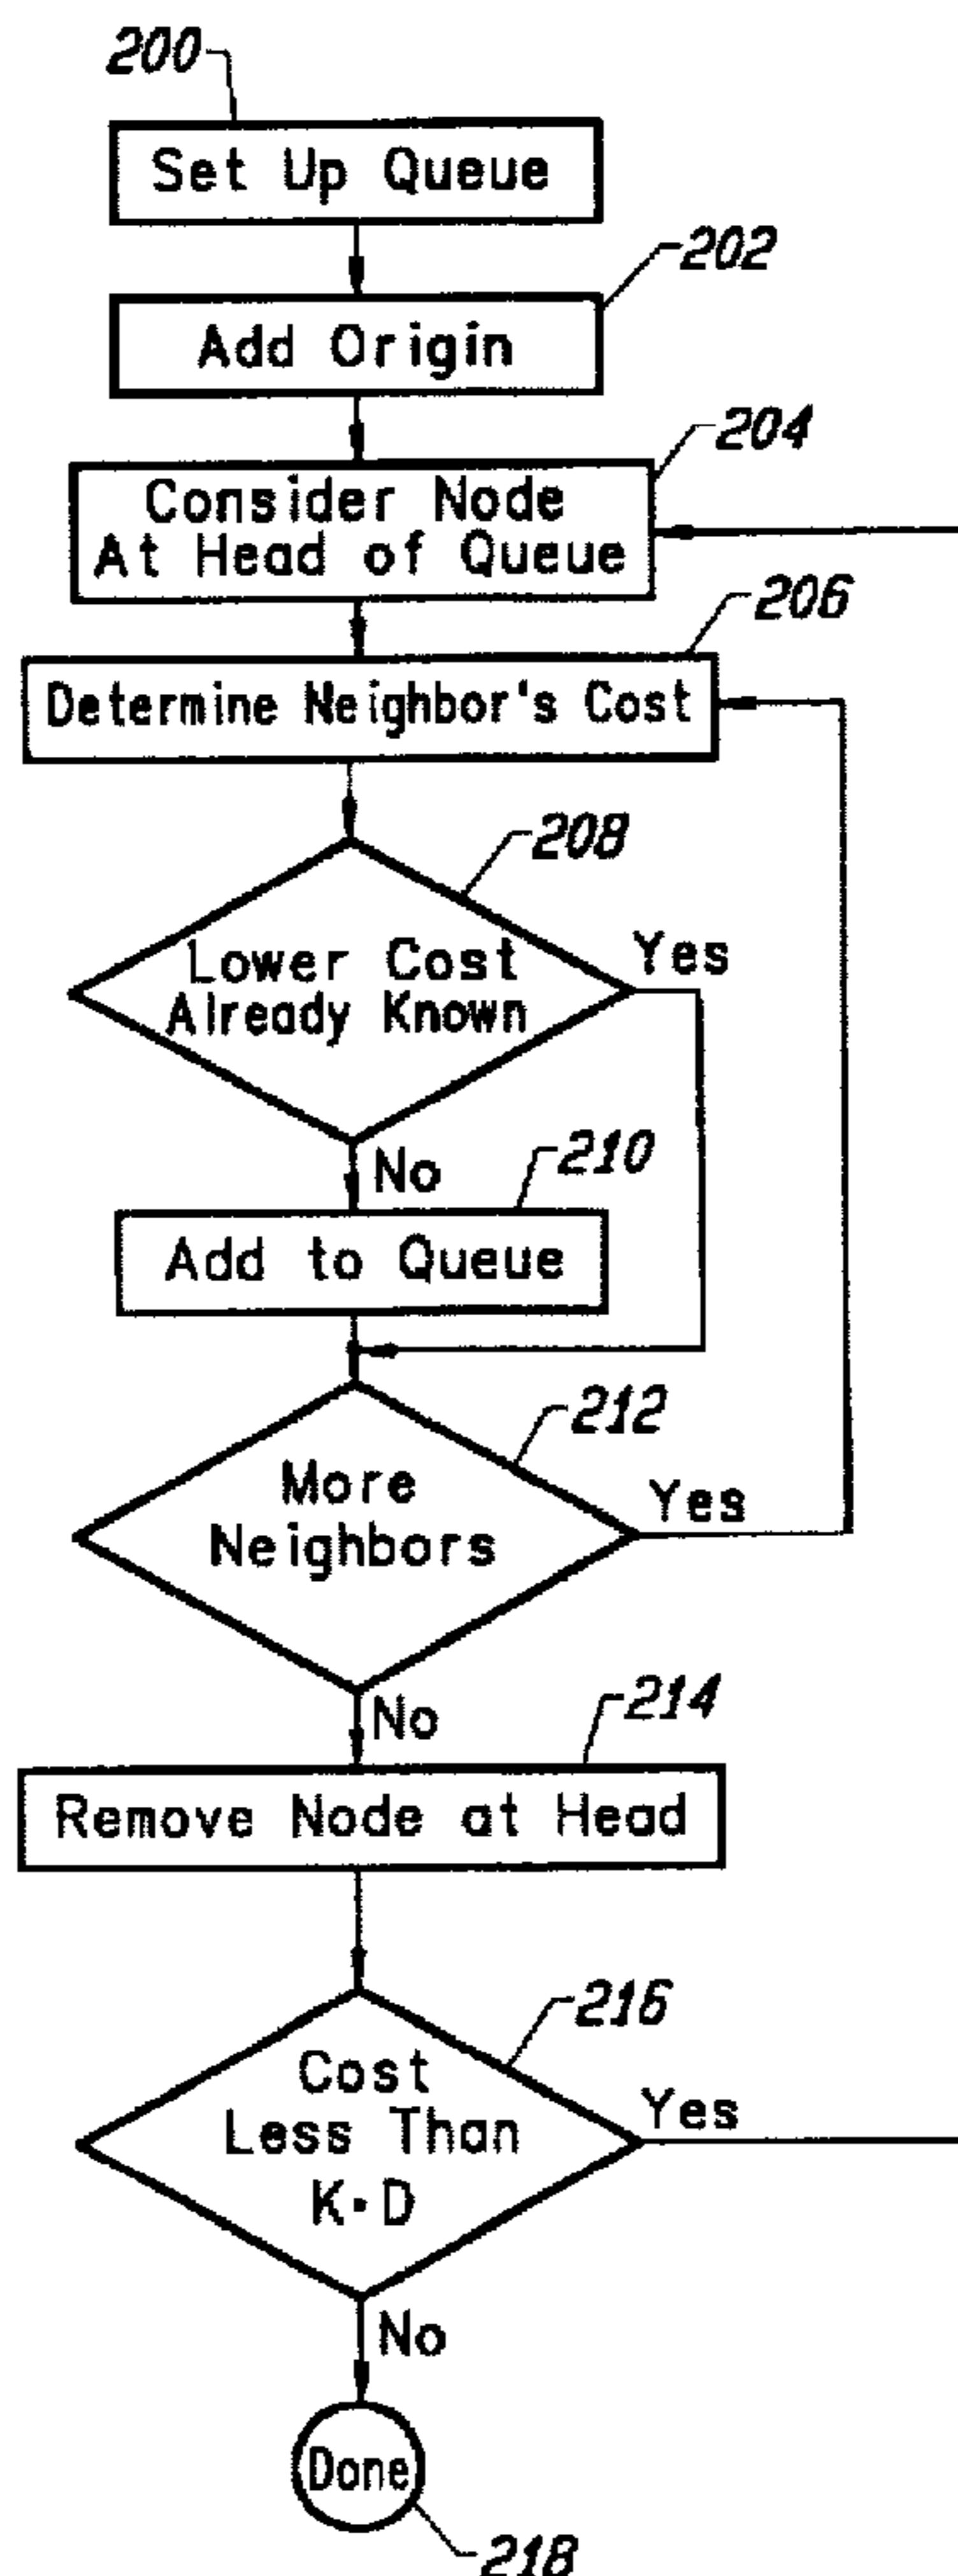 200
Set Up Queue
202
Add Origin
204
Consider Node
At Head of Queue
206
Determine Neighbor's Cost
208
Lower Cost
Already Known
Yes
No
210
Add to Queue
212
More
Neighbors
Yes
No
214
Remove Node at Head
216
Cost
Less Than
K·D
Yes
No
Done
218